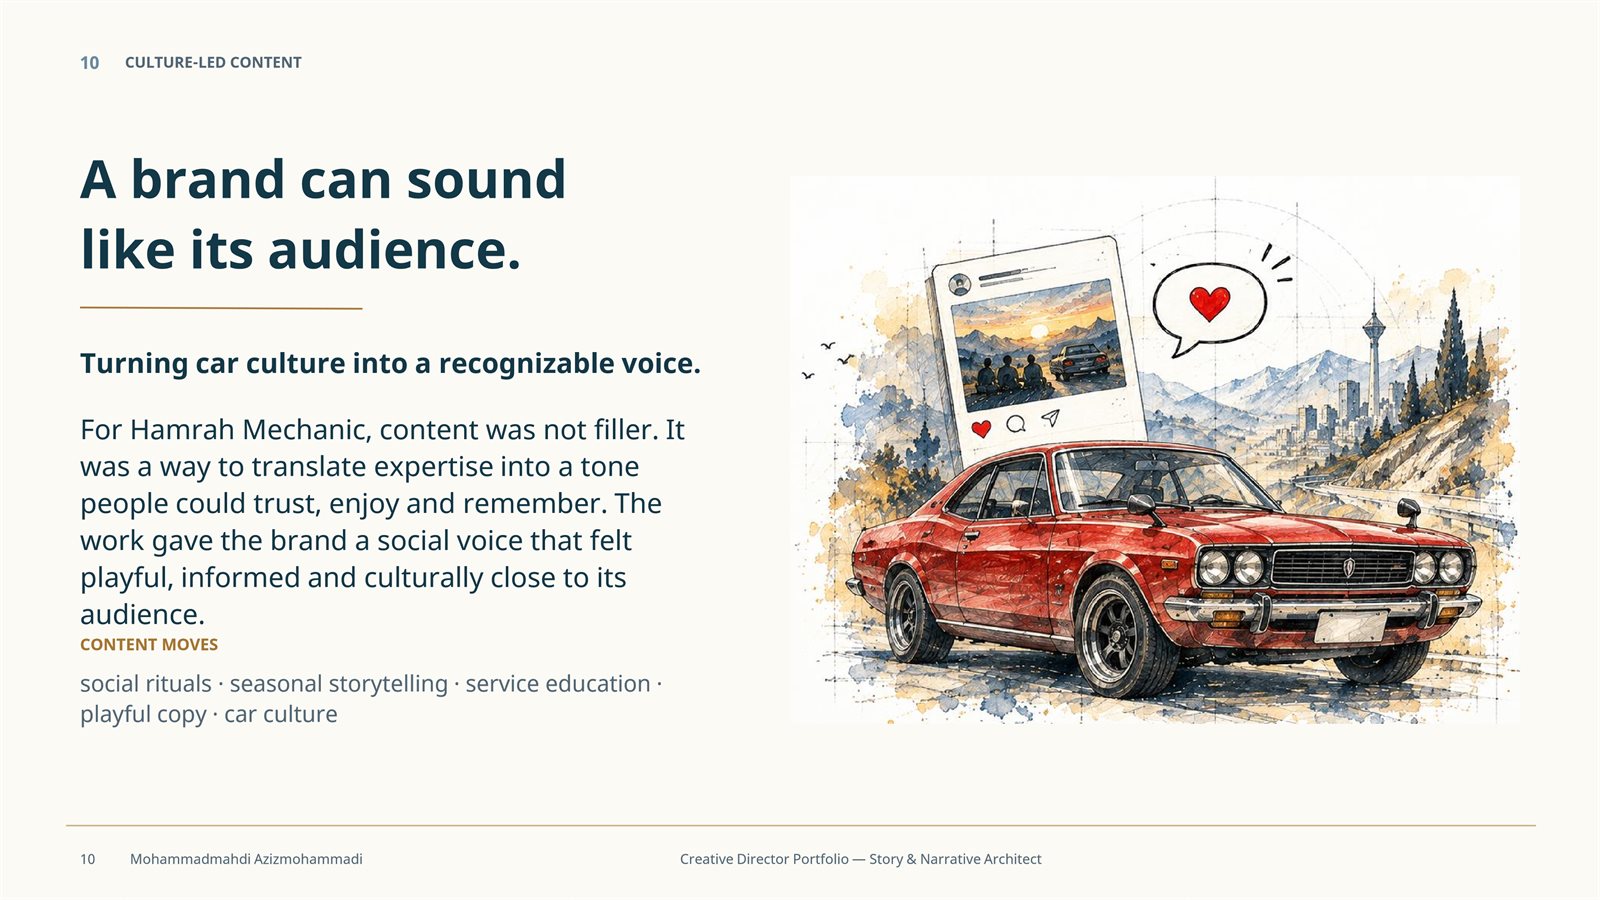 10 CULTURE-LED CONTENT
A brand can sound
like its audience.
Turning car culture into a recognizable voice.
For Hamrah Mechanic, content was not filler. It
was a way to translate expertise into a tone
people could trust, enjoy and remember. The
work gave the brand a social voice that felt
playful, informed and culturally close to its
audience.
CONTENT MOVES
social rituals · seasonal storytelling · service education ·
playful copy · car culture
10 Mohammadmahdi Azizmohammadi Creative Director Portfolio — Story & Narrative Architect